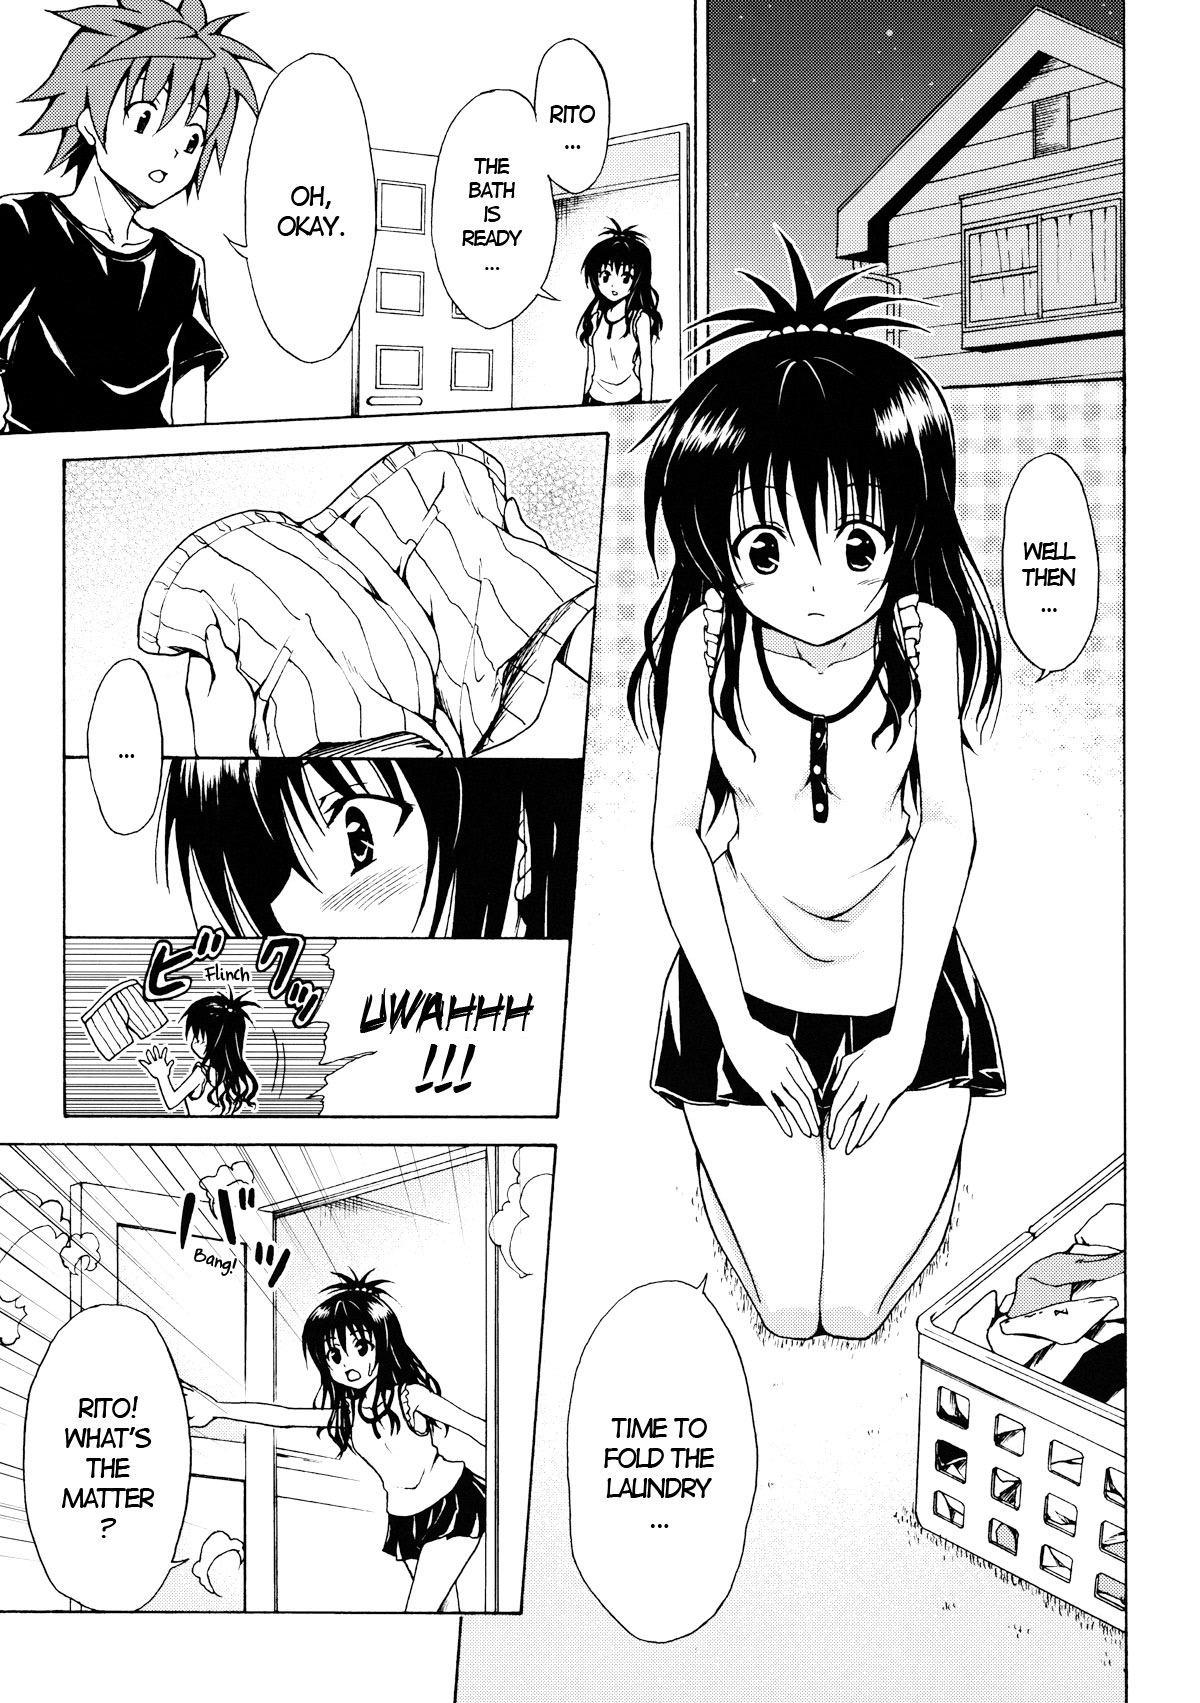 RITO
...
THE
BATH
IS
READY
...
OH,
OKAY.
WELL
THEN
...
TIME TO
FOLD THE
LAUNDRY
...
...
UWAHHH
!!!
ビクッ
Flinch
バンッ
Bang!
RITO!
WHAT'S
THE
MATTER
?